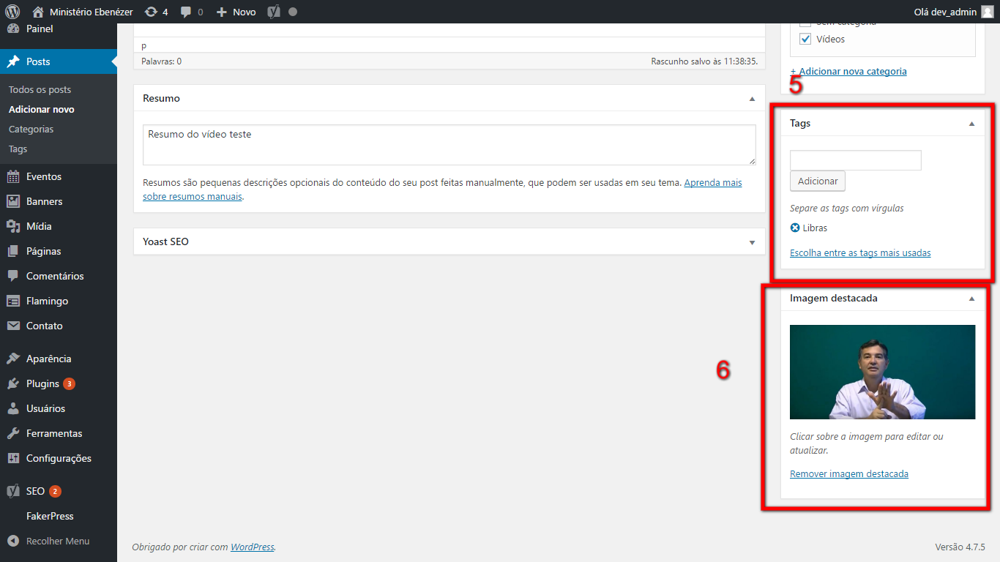 Ministério Ebenézer
4
0
Novo
Olá dev_admin
Painel
Posts
Todos os posts
Adicionar novo
Categorias
Tags
Eventos
Banners
Mídia
Páginas
Comentários
Flamingo
Contato
Aparência
Plugins 3
Usuários
Ferramentas
Configurações
SEO 2
FakerPress
Recolher Menu
p
Palavras: 0
Rascunho salvo às 11:38:35.
Resumo
Resumo do vídeo teste
Resumos são pequenas descrições opcionais do conteúdo do seu post feitas manualmente, que podem ser usadas em seu tema. Aprenda mais
sobre resumos manuais.
Yoast SEO
Sem categoria
Vídeos
+ Adicionar nova categoria
5
Tags
Adicionar
Separe as tags com vírgulas
Libras
Escolha entre as tags mais usadas
6
Imagem destacada
Clicar sobre a imagem para editar ou
atualizar.
Remover imagem destacada
Obrigado por criar com WordPress.
Versão 4.7.5